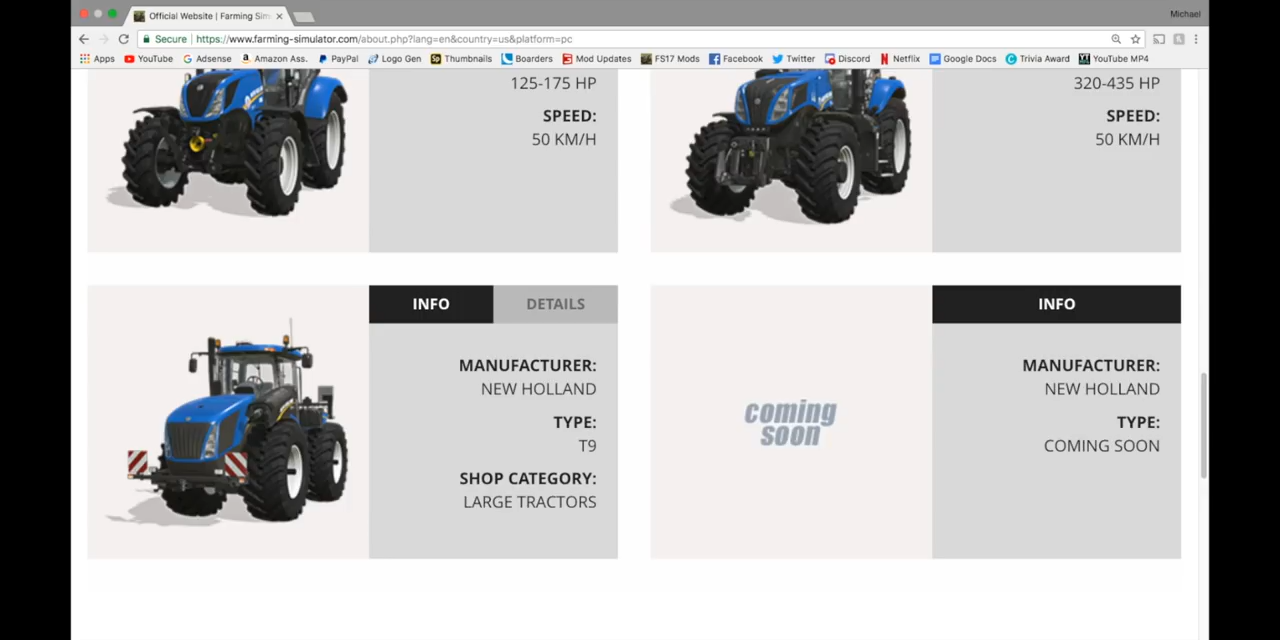 Official Website | Farming Sim
Michael
Secure https://www.farming-simulator.com/about.php?lang=en&country=us&platform=pc
Apps YouTube Adsense Amazon Ass. PayPal Logo Gen Thumbnails Boarders Mod Updates FS17 Mods Facebook Twitter Discord Netflix Google Docs Trivia Award YouTube MP4
125-175 HP
SPEED:
50 KM/H
320-435 HP
SPEED:
50 KM/H
INFO DETAILS
MANUFACTURER:
NEW HOLLAND
TYPE:
T9
SHOP CATEGORY:
LARGE TRACTORS
coming
soon
INFO
MANUFACTURER:
NEW HOLLAND
TYPE:
COMING SOON